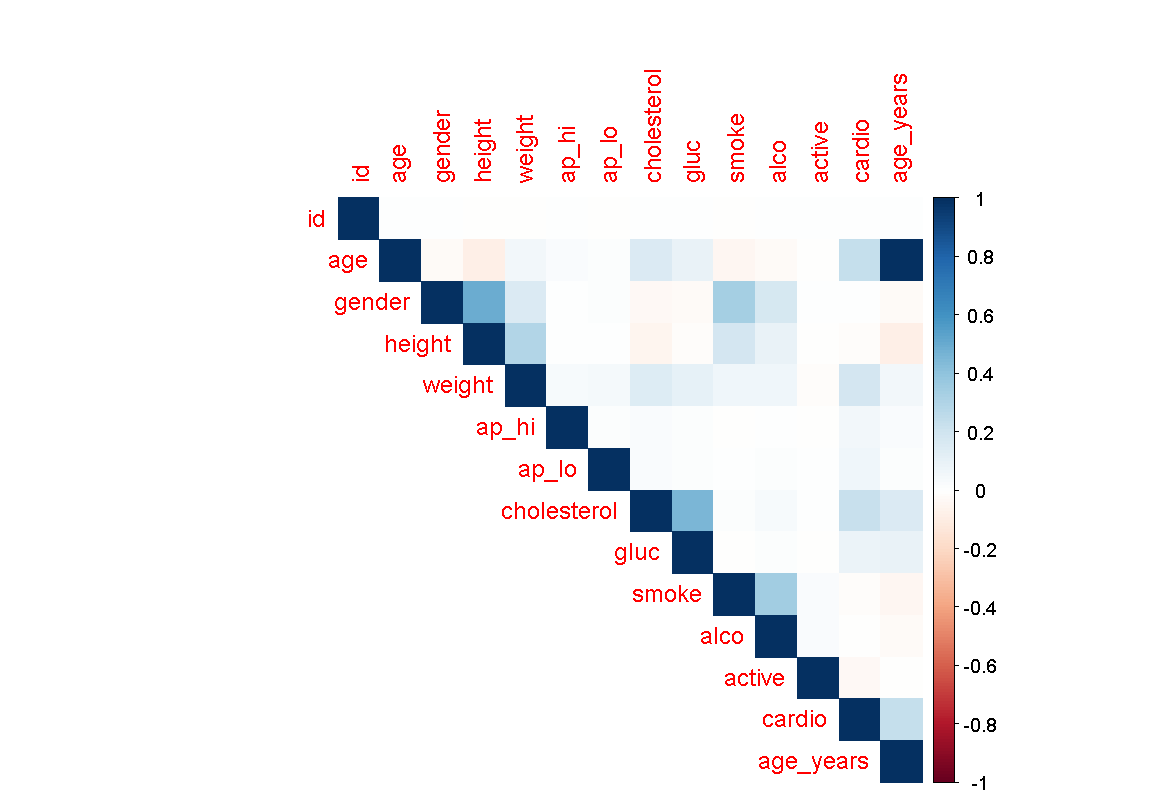 id
age
gender
height
weight
ap_hi
ap_lo
cholesterol
gluc
smoke
alco
active
cardio
age_years
id
age
gender
height
weight
ap_hi
ap_lo
cholesterol
gluc
smoke
alco
active
cardio
age_years
1
0.8
0.6
0.4
0.2
0
-0.2
-0.4
-0.6
-0.8
-1